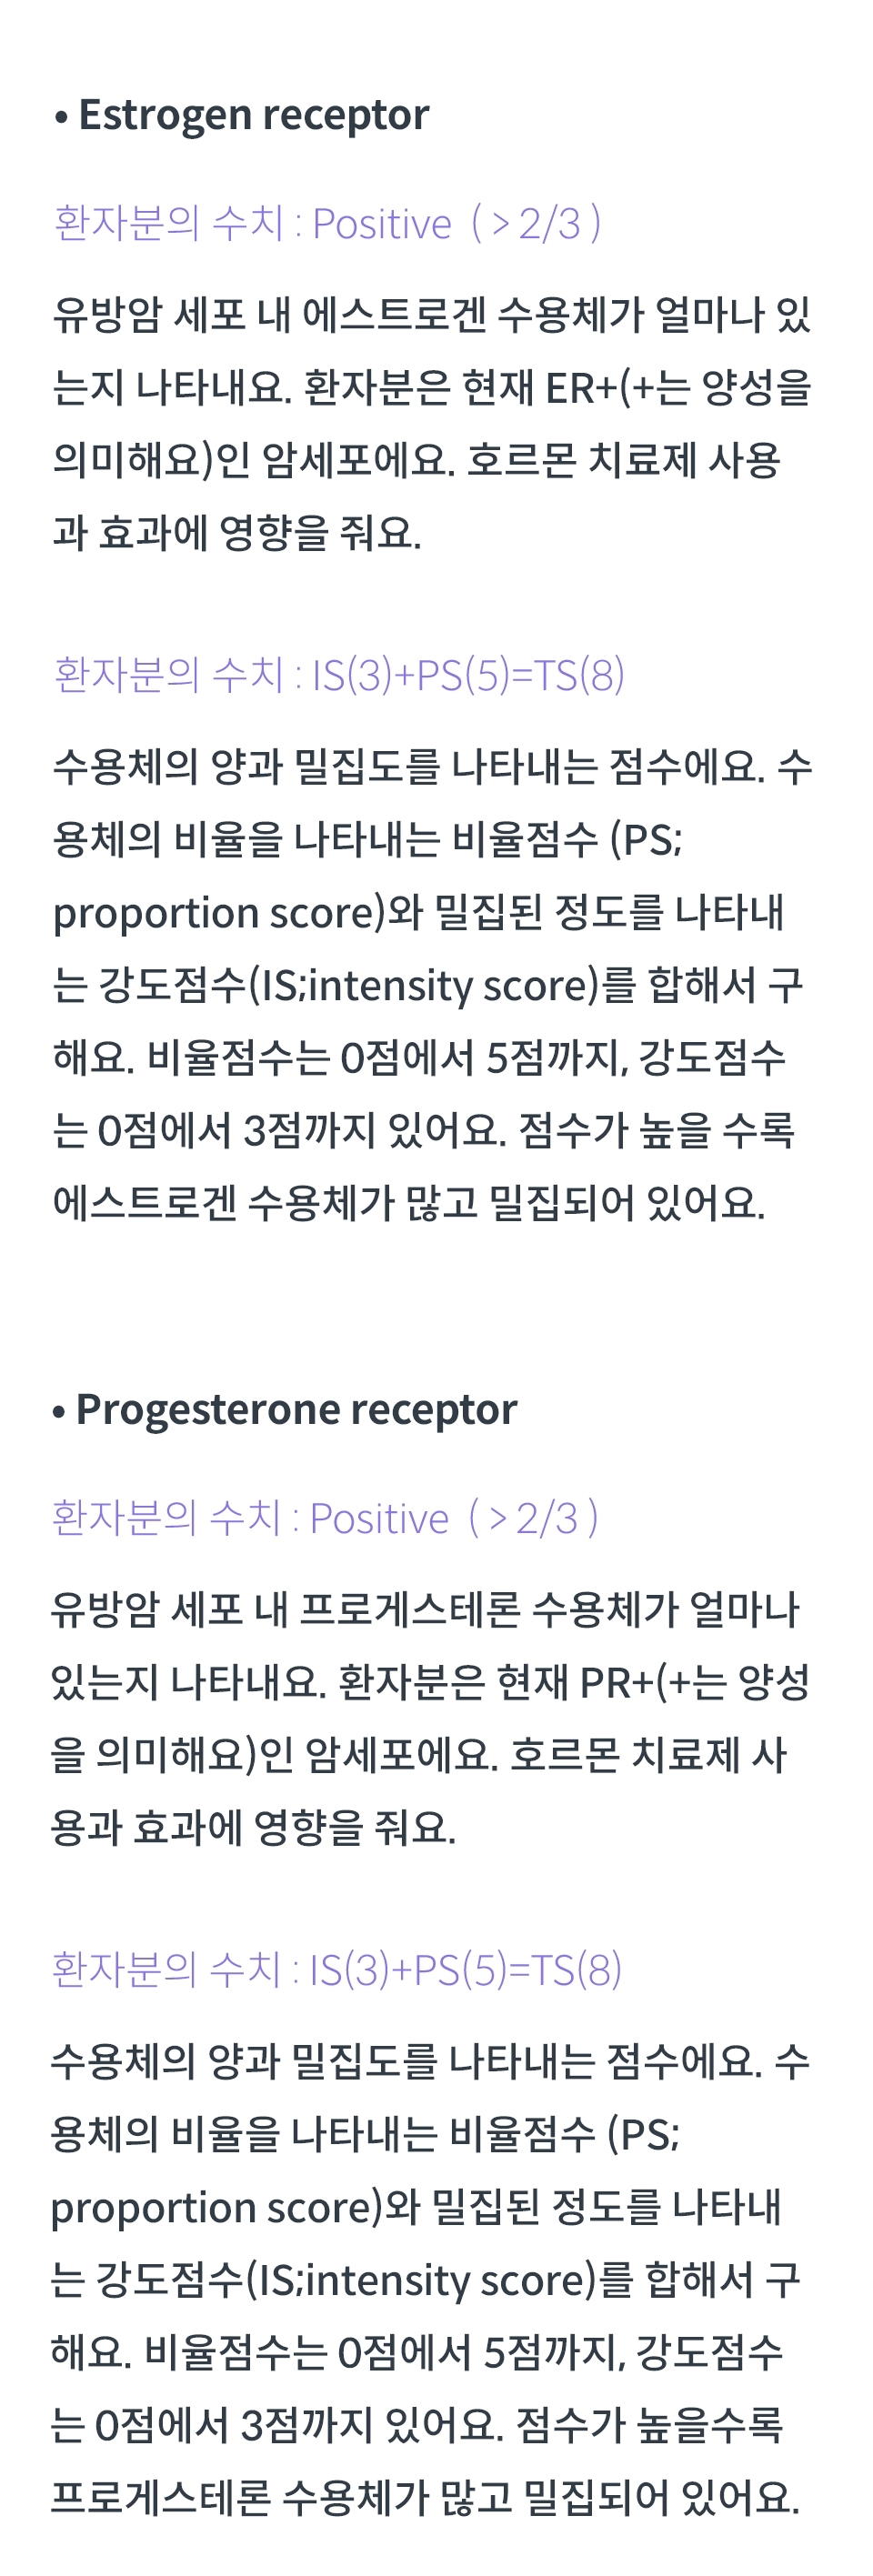 • Estrogen receptor
환자분의 수치 : Positive ( > 2/3 )
유방암 세포 내 에스트로겐 수용체가 얼마나 있
는지 나타내요. 환자분은 현재 ER+(+는 양성을
의미해요)인 암세포에요. 호르몬 치료제 사용
과 효과에 영향을 줘요.
환자분의 수치 : IS(3)+PS(5)=TS(8)
수용체의 양과 밀집도를 나타내는 점수에요. 수
용체의 비율을 나타내는 비율점수 (PS;
proportion score)와 밀집된 정도를 나타내
는 강도점수(IS;intensity score)를 합해서 구
해요. 비율점수는 0점에서 5점까지, 강도점수
는 0점에서 3점까지 있어요. 점수가 높을 수록
에스트로겐 수용체가 많고 밀집되어 있어요.
• Progesterone receptor
환자분의 수치 : Positive ( > 2/3 )
유방암 세포 내 프로게스테론 수용체가 얼마나
있는지 나타내요. 환자분은 현재 PR+(+는 양성
을 의미해요)인 암세포에요. 호르몬 치료제 사
용과 효과에 영향을 줘요.
환자분의 수치 : IS(3)+PS(5)=TS(8)
수용체의 양과 밀집도를 나타내는 점수에요. 수
용체의 비율을 나타내는 비율점수 (PS;
proportion score)와 밀집된 정도를 나타내
는 강도점수(IS;intensity score)를 합해서 구
해요. 비율점수는 0점에서 5점까지, 강도점수
는 0점에서 3점까지 있어요. 점수가 높을수록
프로게스테론 수용체가 많고 밀집되어 있어요.